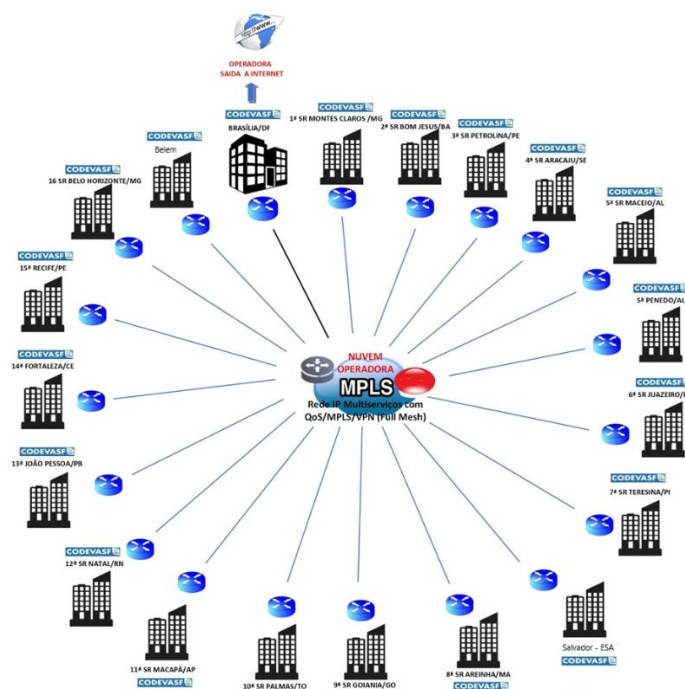 http://www...
OPERADORA
SAIDA A INTERNET
CODEVASF
BRASÍLIA/DF
CODEVASF
1ª SR MONTES CLAROS /MG
CODEVASF
2ª SR BOM JESUS/BA
CODEVASF
3ª SR PETROLINA/PE
CODEVASF
4ª SR ARACAJU/SE
CODEVASF
5ª SR MACEIO/AL
CODEVASF
5ª PENEDO/AL
CODEVASF
6ª SR JUAZEIRO/
CODEVASF
7ª SR TERESINA/PI
CODEVASF
Salvador - ESA
CODEVASF
8ª SR AREINHA/MA
CODEVASF
9ª SR GOIANIA/GO
CODEVASF
10ª SR PALMAS/TO
CODEVASF
11ª SR MACAPÁ/AP
CODEVASF
CODEVASF
12ª SR NATAL/RN
CODEVASF
13ª JOÃO PESSOA/PB
CODEVASF
14ª FORTALEZA/CE
CODEVASF
15ª RECIFE/PE
CODEVASF
16 SR BELO HORIZONTE/MG
CODEVASF
Belem
NUVEM
OPERADORA
MPLS
Rede IP Multiserviços com
QoS/MPLS/VPN (Full Mesh)